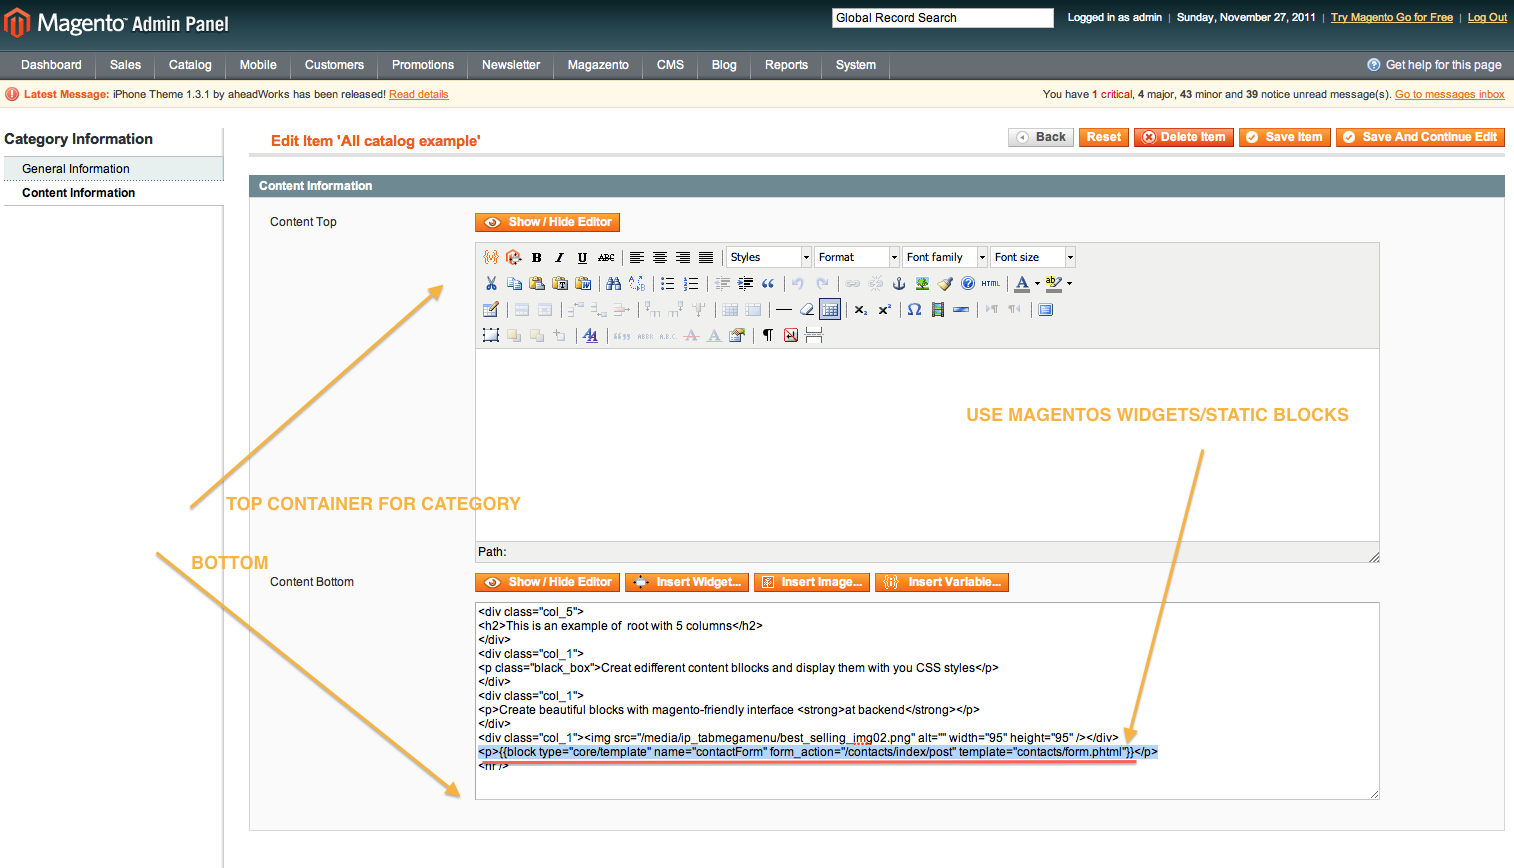 Magento Admin Panel
Global Record Search
Logged in as admin | Sunday, November 27, 2011 | Try Magento Go for Free | Log Out
Dashboard Sales Catalog Mobile Customers Promotions Newsletter Magazento CMS Blog Reports System
Get help for this page
Latest Message: iPhone Theme 1.3.1 by aheadWorks has been released! Read details
You have 1 critical, 4 major, 43 minor and 39 notice unread message(s). Go to messages inbox
Category Information
General Information
Content Information
Edit Item 'All catalog example'
Back Reset Delete Item Save Item Save And Continue Edit
Content Information
Content Top
Show / Hide Editor
B I U ABC Styles Format Font family Font size
HTML A ab
Path:
USE MAGENTOS WIDGETS/STATIC BLOCKS
TOP CONTAINER FOR CATEGORY
BOTTOM
Content Bottom
Show / Hide Editor Insert Widget... Insert Image... Insert Variable...
<div class="col_5">
<h2>This is an example of root with 5 columns</h2>
</div>
<div class="col_1">
<p class="black_box">Creat edifferent content bllocks and display them with you CSS styles</p>
</div>
<div class="col_1">
<p>Create beautiful blocks with magento-friendly interface <strong>at backend</strong></p>
</div>
<div class="col_1"><img src="/media/ip_tabmegamenu/best_selling_img02.png" alt="" width="95" height="95" /></div>
<p>{{block type="core/template" name="contactForm" form_action="/contacts/index/post" template="contacts/form.phtml"}}</p>